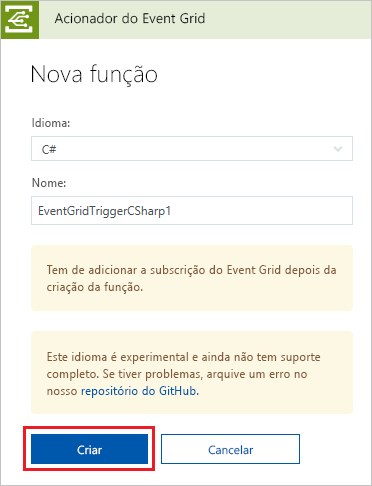 Acionador do Event Grid
Nova função
Idioma:
C#
Nome:
EventGridTriggerCSharp1
Tem de adicionar a subscrição do Event Grid depois da
criação da função.
Este idioma é experimental e ainda não tem suporte
completo. Se tiver problemas, arquive um erro no
nosso repositório do GitHub.
Criar
Cancelar